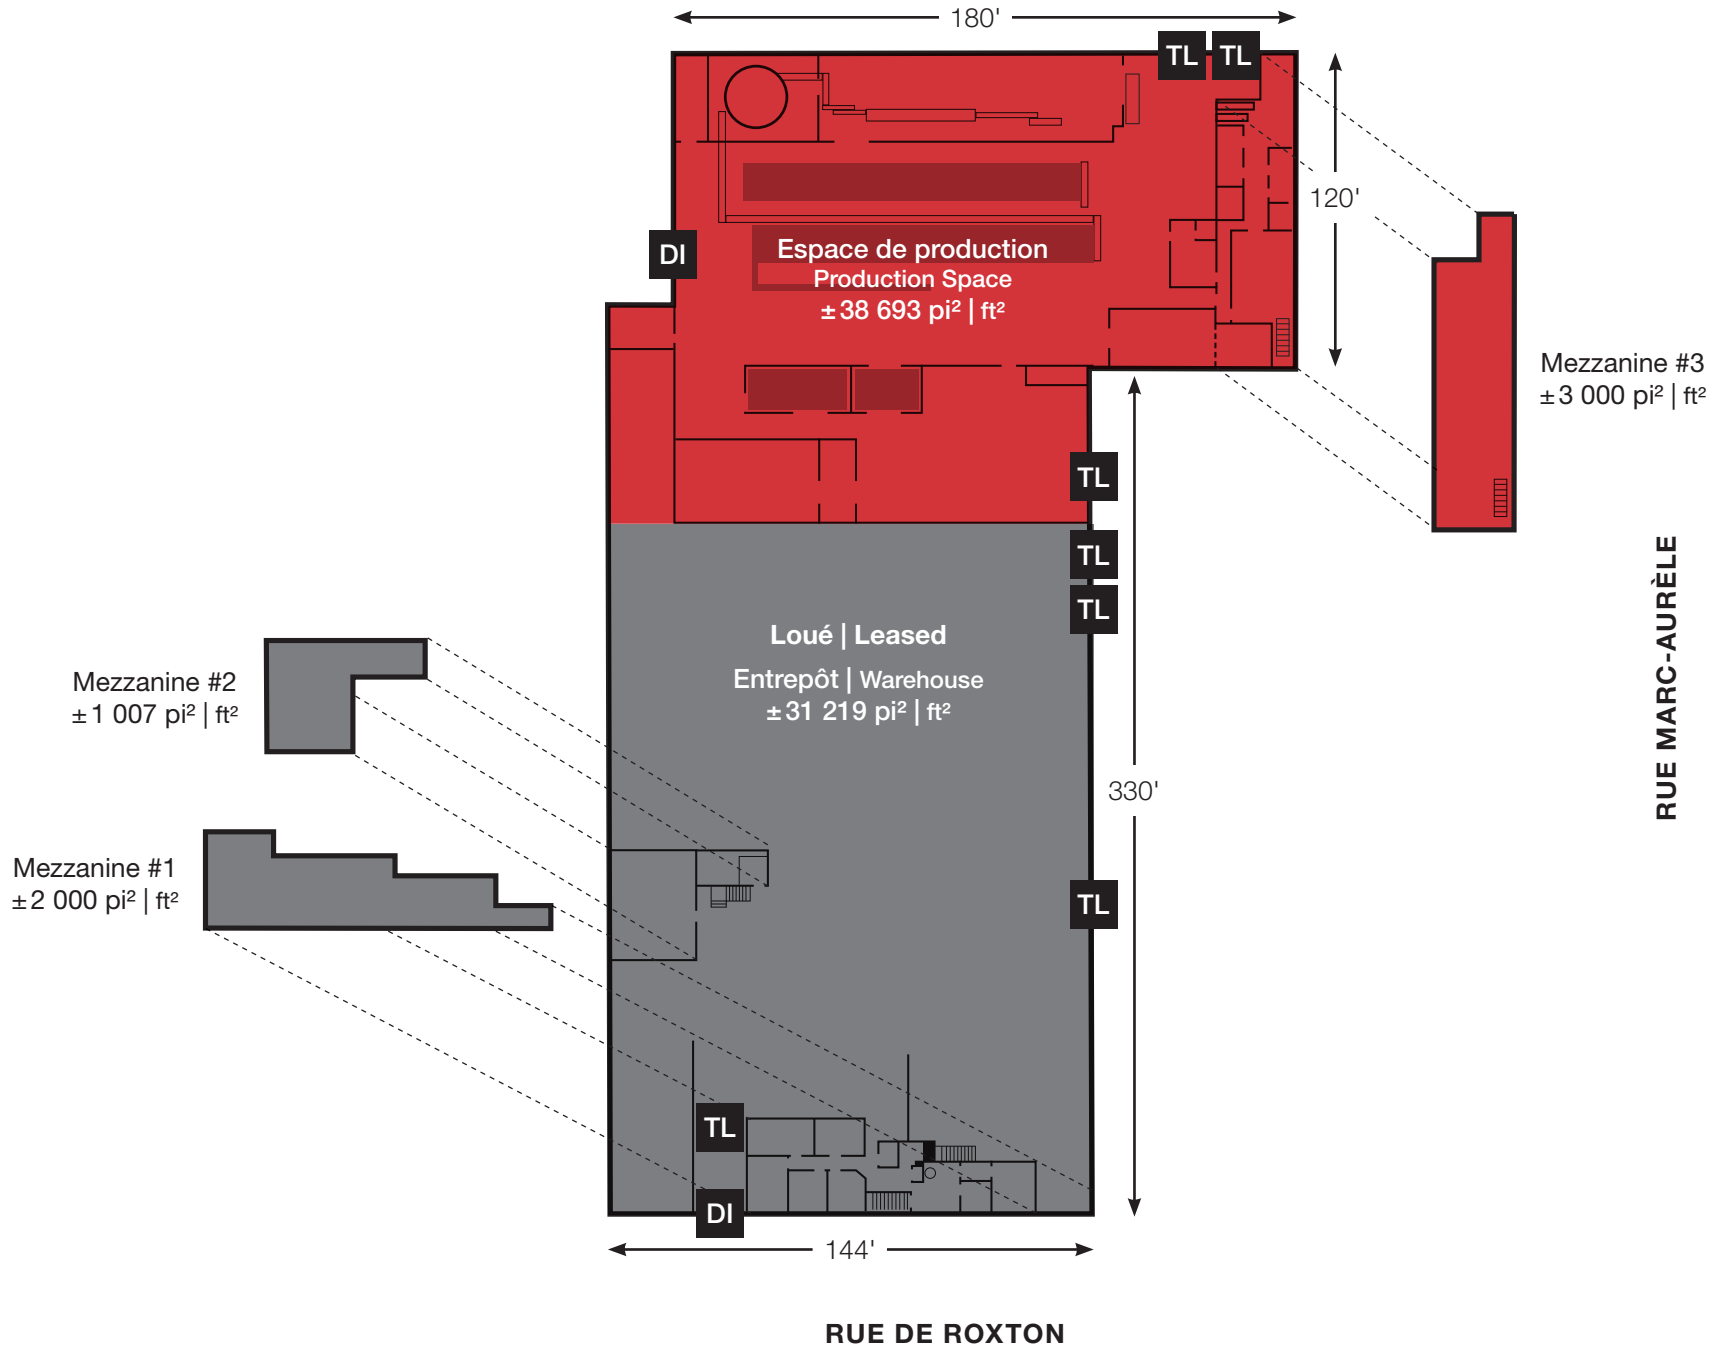 180'
TL
TL
120'
DI
Espace de production
Production Space
±38 693 pi² | ft²
Mezzanine #3
±3 000 pi² | ft²
TL
TL
TL
Loué | Leased
Entrepôt | Warehouse
±31 219 pi² | ft²
Mezzanine #2
±1 007 pi² | ft²
RUE MARC-AURÈLE
330'
Mezzanine #1
±2 000 pi² | ft²
TL
TL
DI
144'
RUE DE ROXTON